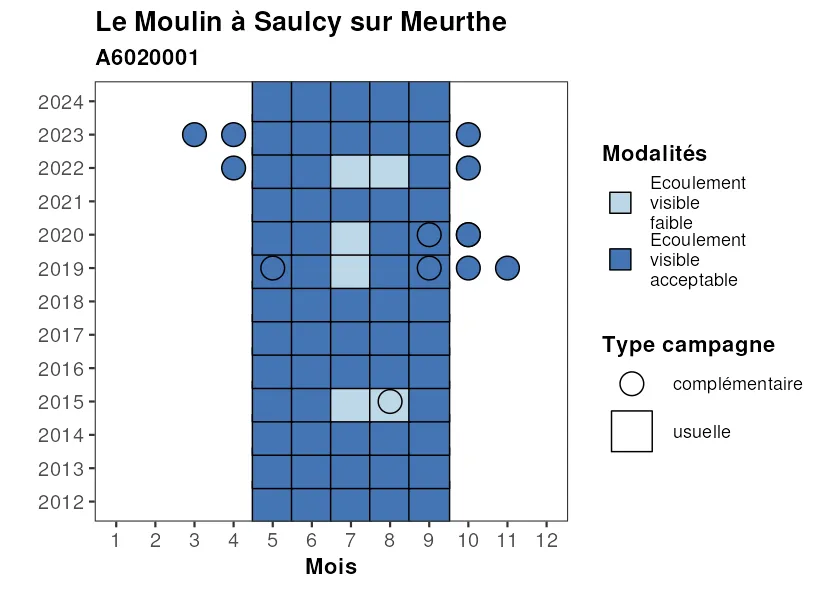 Le Moulin à Saulcy sur Meurthe
A6020001
2024
2023
2022
2021
2020
2019
2018
2017
2016
2015
2014
2013
2012
1 2 3 4 5 6 7 8 9 10 11 12
Mois
Modalités
Ecoulement
visible
faible
Ecoulement
visible
acceptable
Type campagne
complémentaire
usuelle